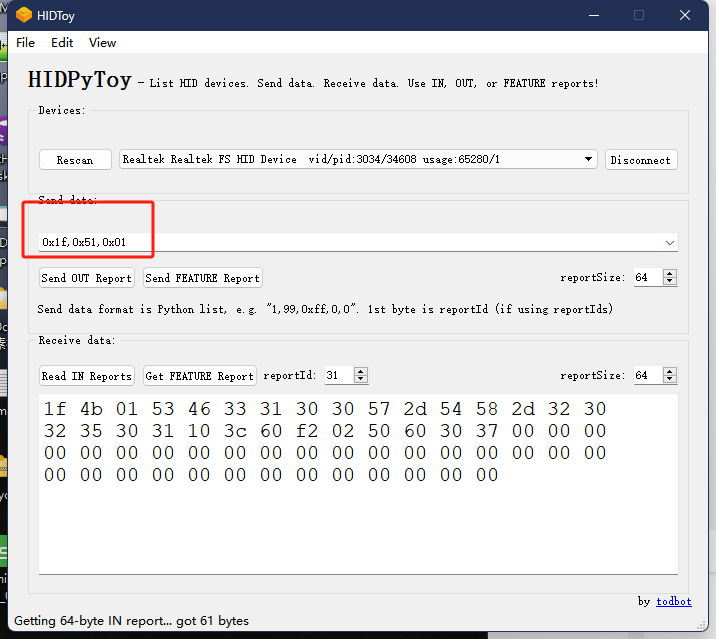 HIDToy
File Edit View
HIDPyToy - List HID devices. Send data. Receive data. Use IN, OUT, or FEATURE reports!
Devices:
Rescan Realtek Realtek FS HID Device vid/pid:3034/34608 usage:65280/1 Disconnect
Send data:
0x1f,0x51,0x01
Send OUT Report Send FEATURE Report reportSize: 64
Send data format is Python list, e.g. "1,99,0xff,0,0". 1st byte is reportId (if using reportIds)
Receive data:
Read IN Reports Get FEATURE Report reportId: 31 reportSize: 64
1f 4b 01 53 46 33 31 30 30 57 2d 54 58 2d 32 30
32 35 30 31 10 3c 60 f2 02 50 60 30 37 00 00 00
00 00 00 00 00 00 00 00 00 00 00 00 00 00 00 00
00 00 00 00 00 00 00 00 00 00 00 00 00
by todbot
Getting 64-byte IN report... got 61 bytes